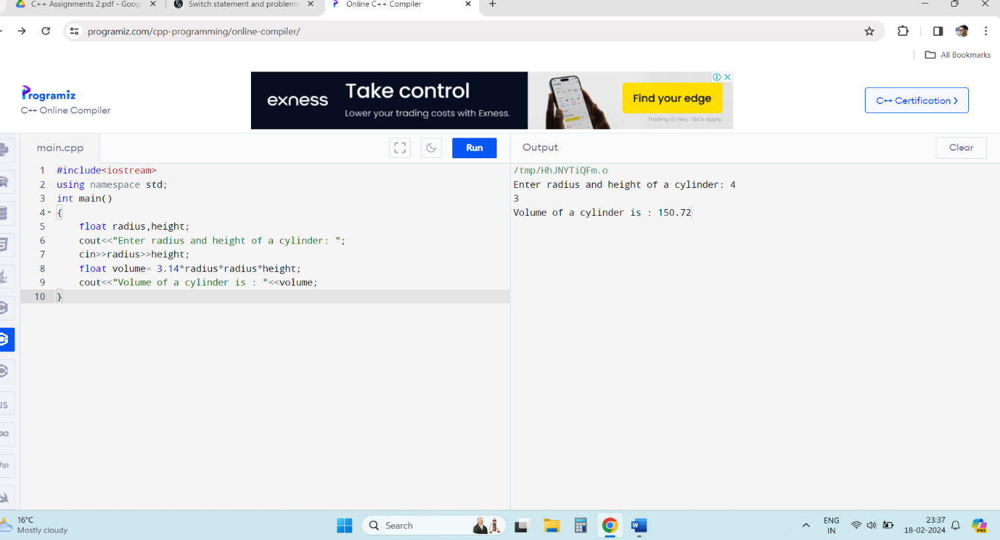 C++ Assignments 2.pdf - Goog
Switch statement and problems
Online C++ Compiler
programiz.com/cpp-programming/online-compiler/
All Bookmarks
Programiz
C++ Online Compiler
exness
Take control
Lower your trading costs with Exness.
Find your edge
Trading is risky. T&Cs apply.
C++ Certification
main.cpp
Run
Output
Clear
1 #include<iostream>
2 using namespace std;
3 int main()
4 {
5 float radius,height;
6 cout<<"Enter radius and height of a cylinder: ";
7 cin>>radius>>height;
8 float volume= 3.14*radius*radius*height;
9 cout<<"Volume of a cylinder is : "<<volume;
10 }
/tmp/HhJNYTiQFm.o
Enter radius and height of a cylinder: 4
3
Volume of a cylinder is : 150.72
JS
GO
php
16°C
Mostly cloudy
Search
W
ENG
IN
23:37
18-02-2024
PRE